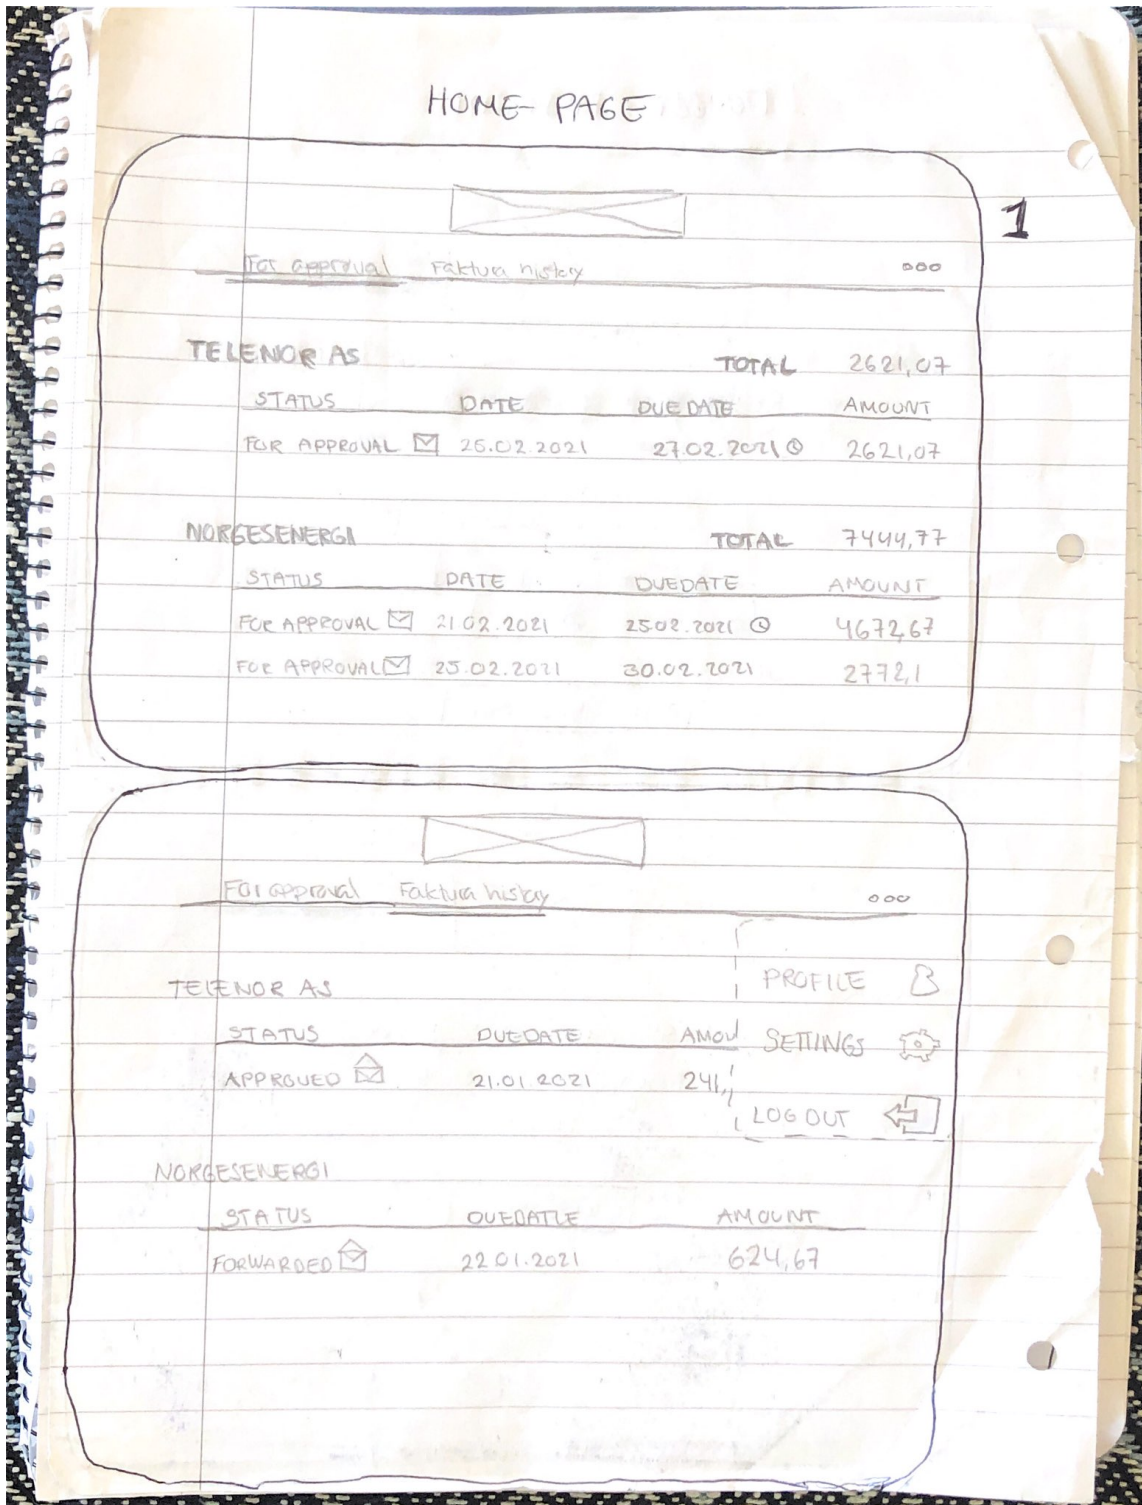 HOME PAGE
1
For approval Faktura history
TELENOR AS TOTAL 2621,07
STATUS DATE DUE DATE AMOUNT
FOR APPROVAL 25.02.2021 27.02.2021 2621,07
NORGESENERGI TOTAL 7444,77
STATUS DATE DUEDATE AMOUNT
FOR APPROVAL 21.02.2021 25.02.2021 4672,67
FOR APPROVAL 25.02.2021 30.02.2021 2772,1
For approval Faktura history
PROFILE
TELENOR AS
STATUS DUEDATE AMOU
SETTINGS
APPROVED 21.01.2021 241,
LOG OUT
NORGESENERGI
STATUS DUEDATE AMOUNT
FORWARDED 22.01.2021 624,67